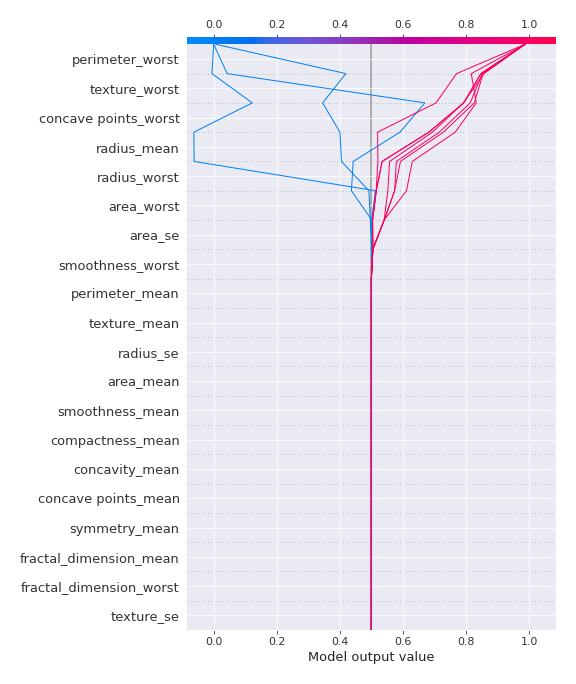 0.0 0.2 0.4 0.6 0.8 1.0
perimeter_worst
texture_worst
concave points_worst
radius_mean
radius_worst
area_worst
area_se
smoothness_worst
perimeter_mean
texture_mean
radius_se
area_mean
smoothness_mean
compactness_mean
concavity_mean
concave points_mean
symmetry_mean
fractal_dimension_mean
fractal_dimension_worst
texture_se
0.0 0.2 0.4 0.6 0.8 1.0
Model output value